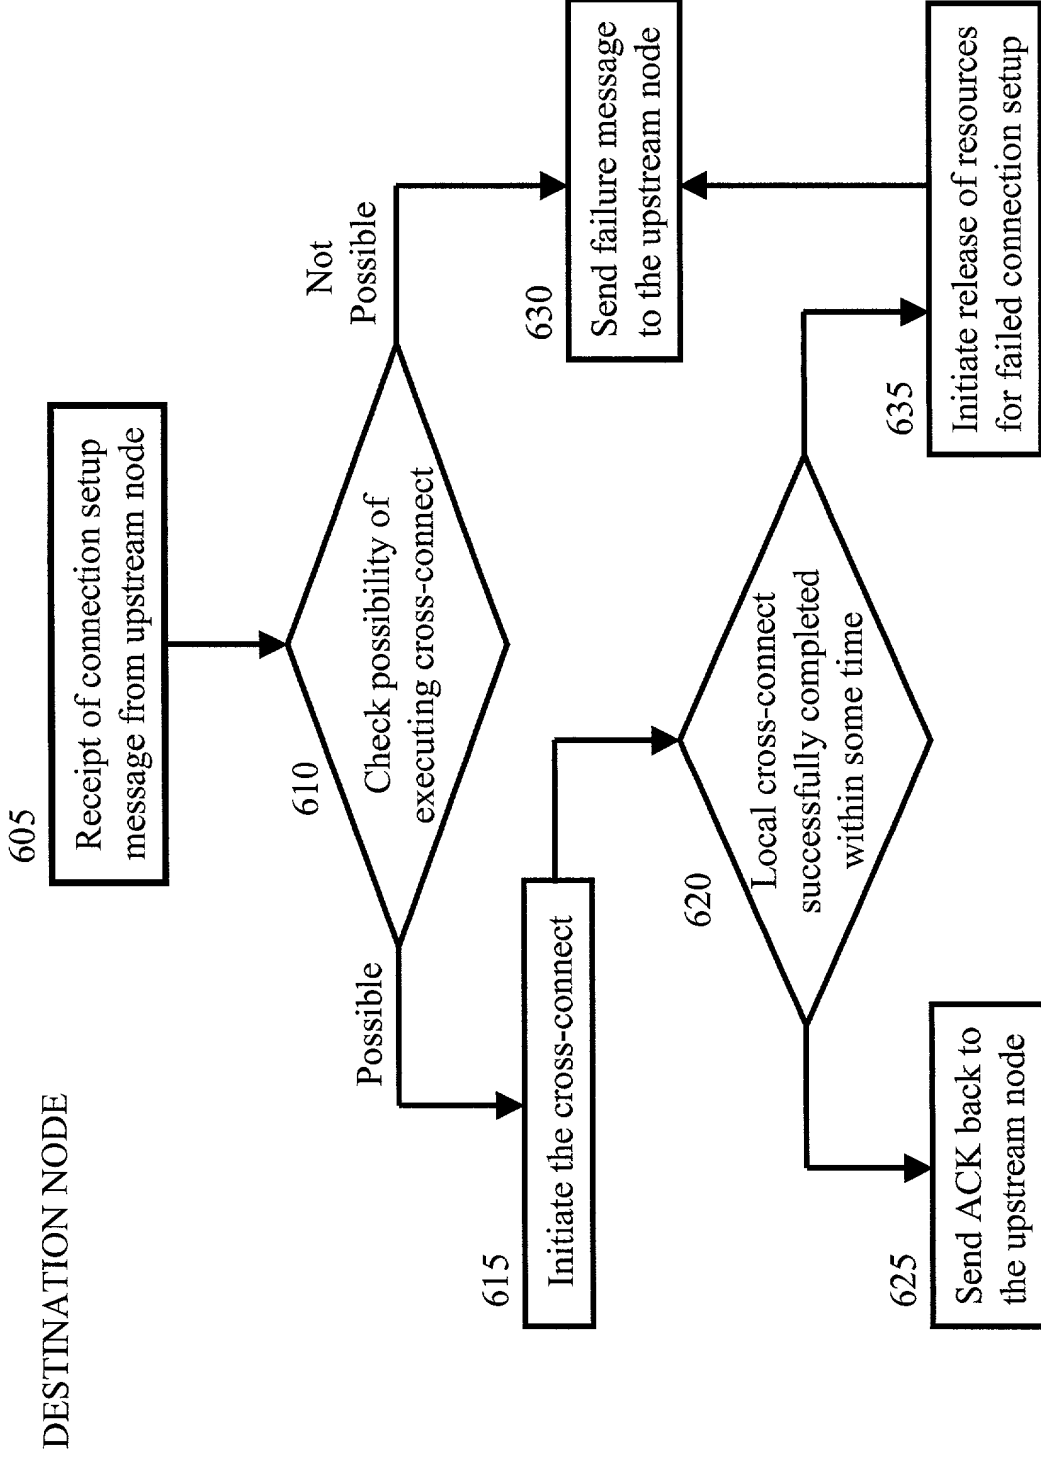 DESTINATION NODE
605
Receipt of connection setup
message from upstream node
610
Check possibility of
executing cross-connect
Possible
Not
Possible
615
Initiate the cross-connect
630
Send failure message
to the upstream node
620
Local cross-connect
successfully completed
within some time
625
Send ACK back to
the upstream node
635
Initiate release of resources
for failed connection setup